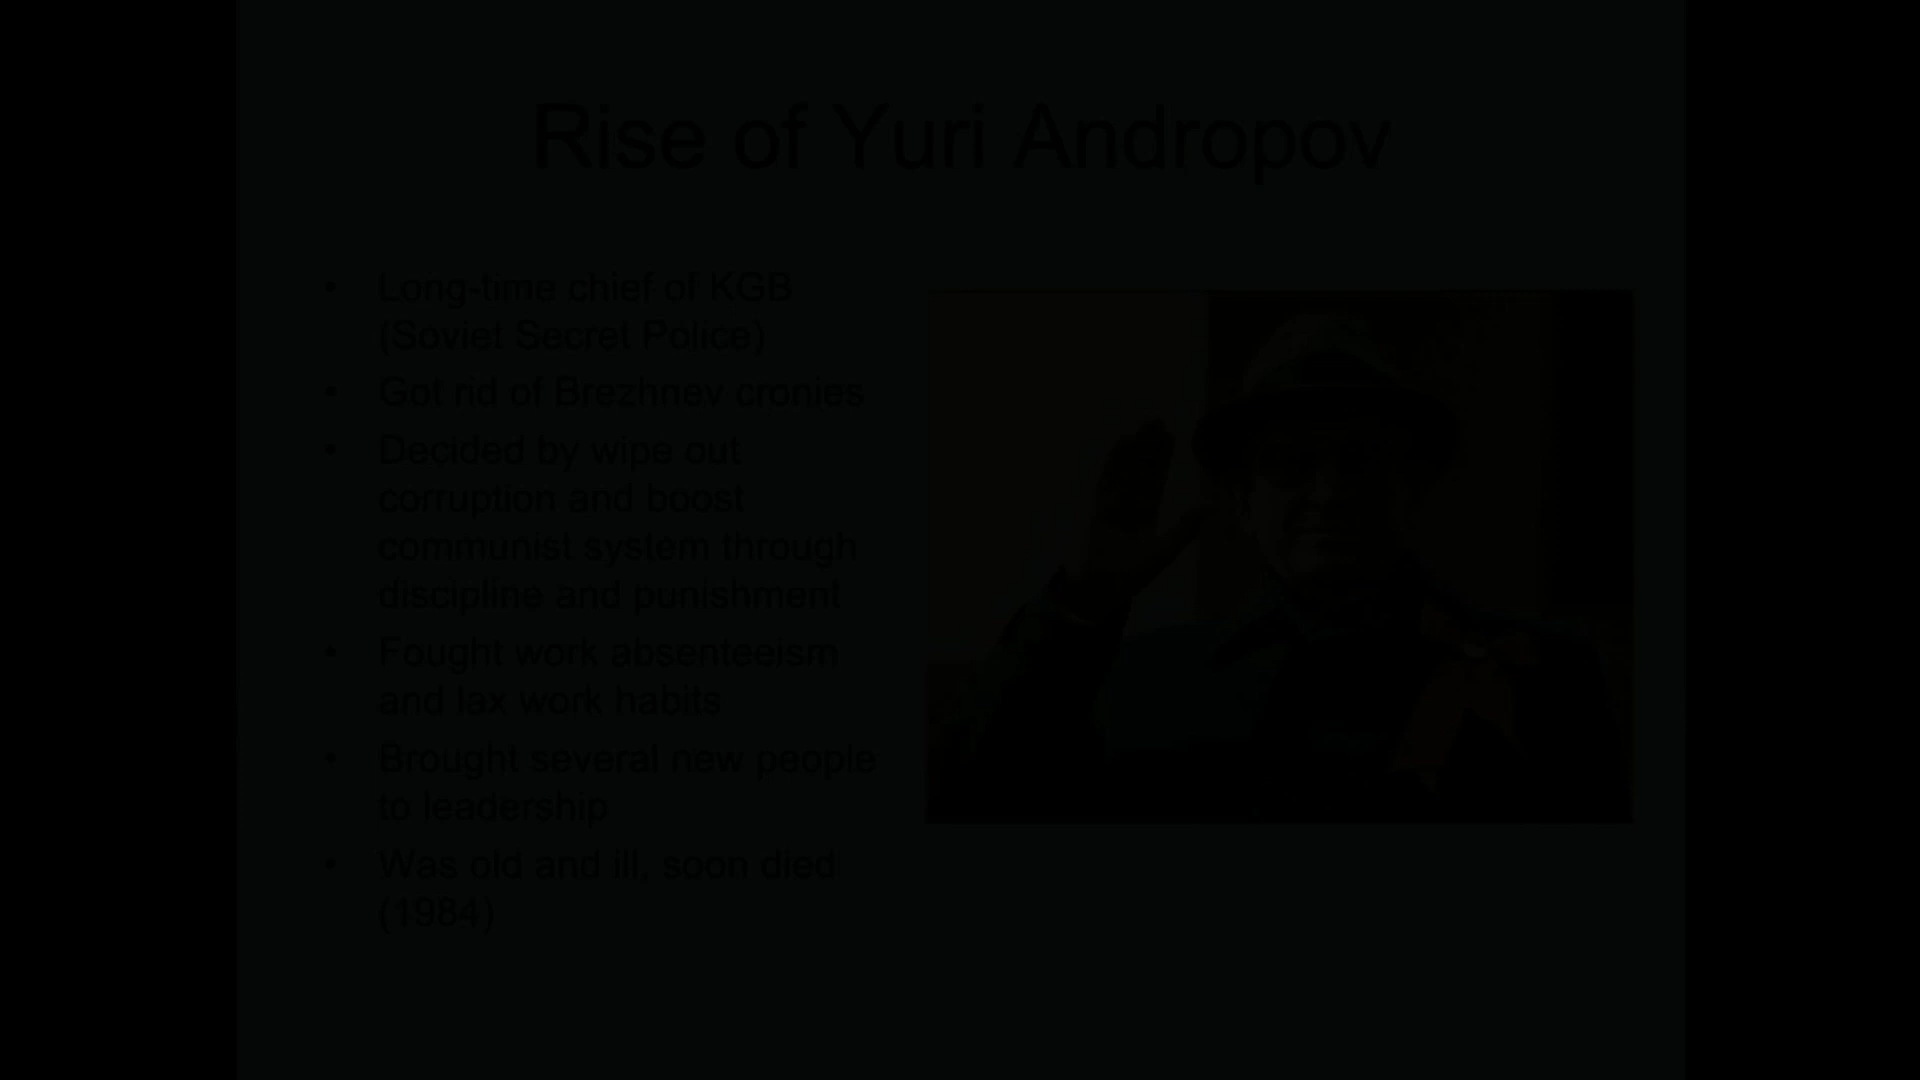 Rise of Yuri Andropov
• Long-time chief of KGB
(Soviet Secret Police)
• Got rid of Brezhnev cronies
• Decided by wipe out
corruption and boost
communist system through
discipline and punishment
• Fought work absenteeism
and lax work habits
• Brought several new people
to leadership
• Was old and ill, soon died
(1984)